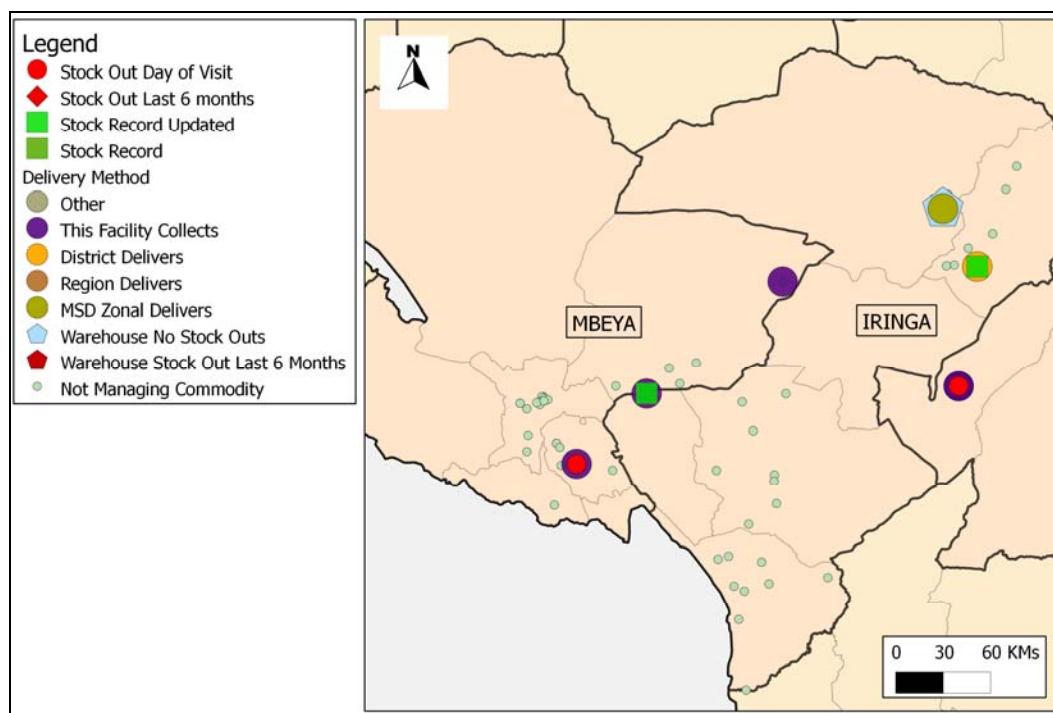 Legend
Stock Out Day of Visit
Stock Out Last 6 months
Stock Record Updated
Stock Record
Delivery Method
Other
This Facility Collects
District Delivers
Region Delivers
MSD Zonal Delivers
Warehouse No Stock Outs
Warehouse Stock Out Last 6 Months
Not Managing Commodity
N
MBEYA
IRINGA
0 30 60 KMs